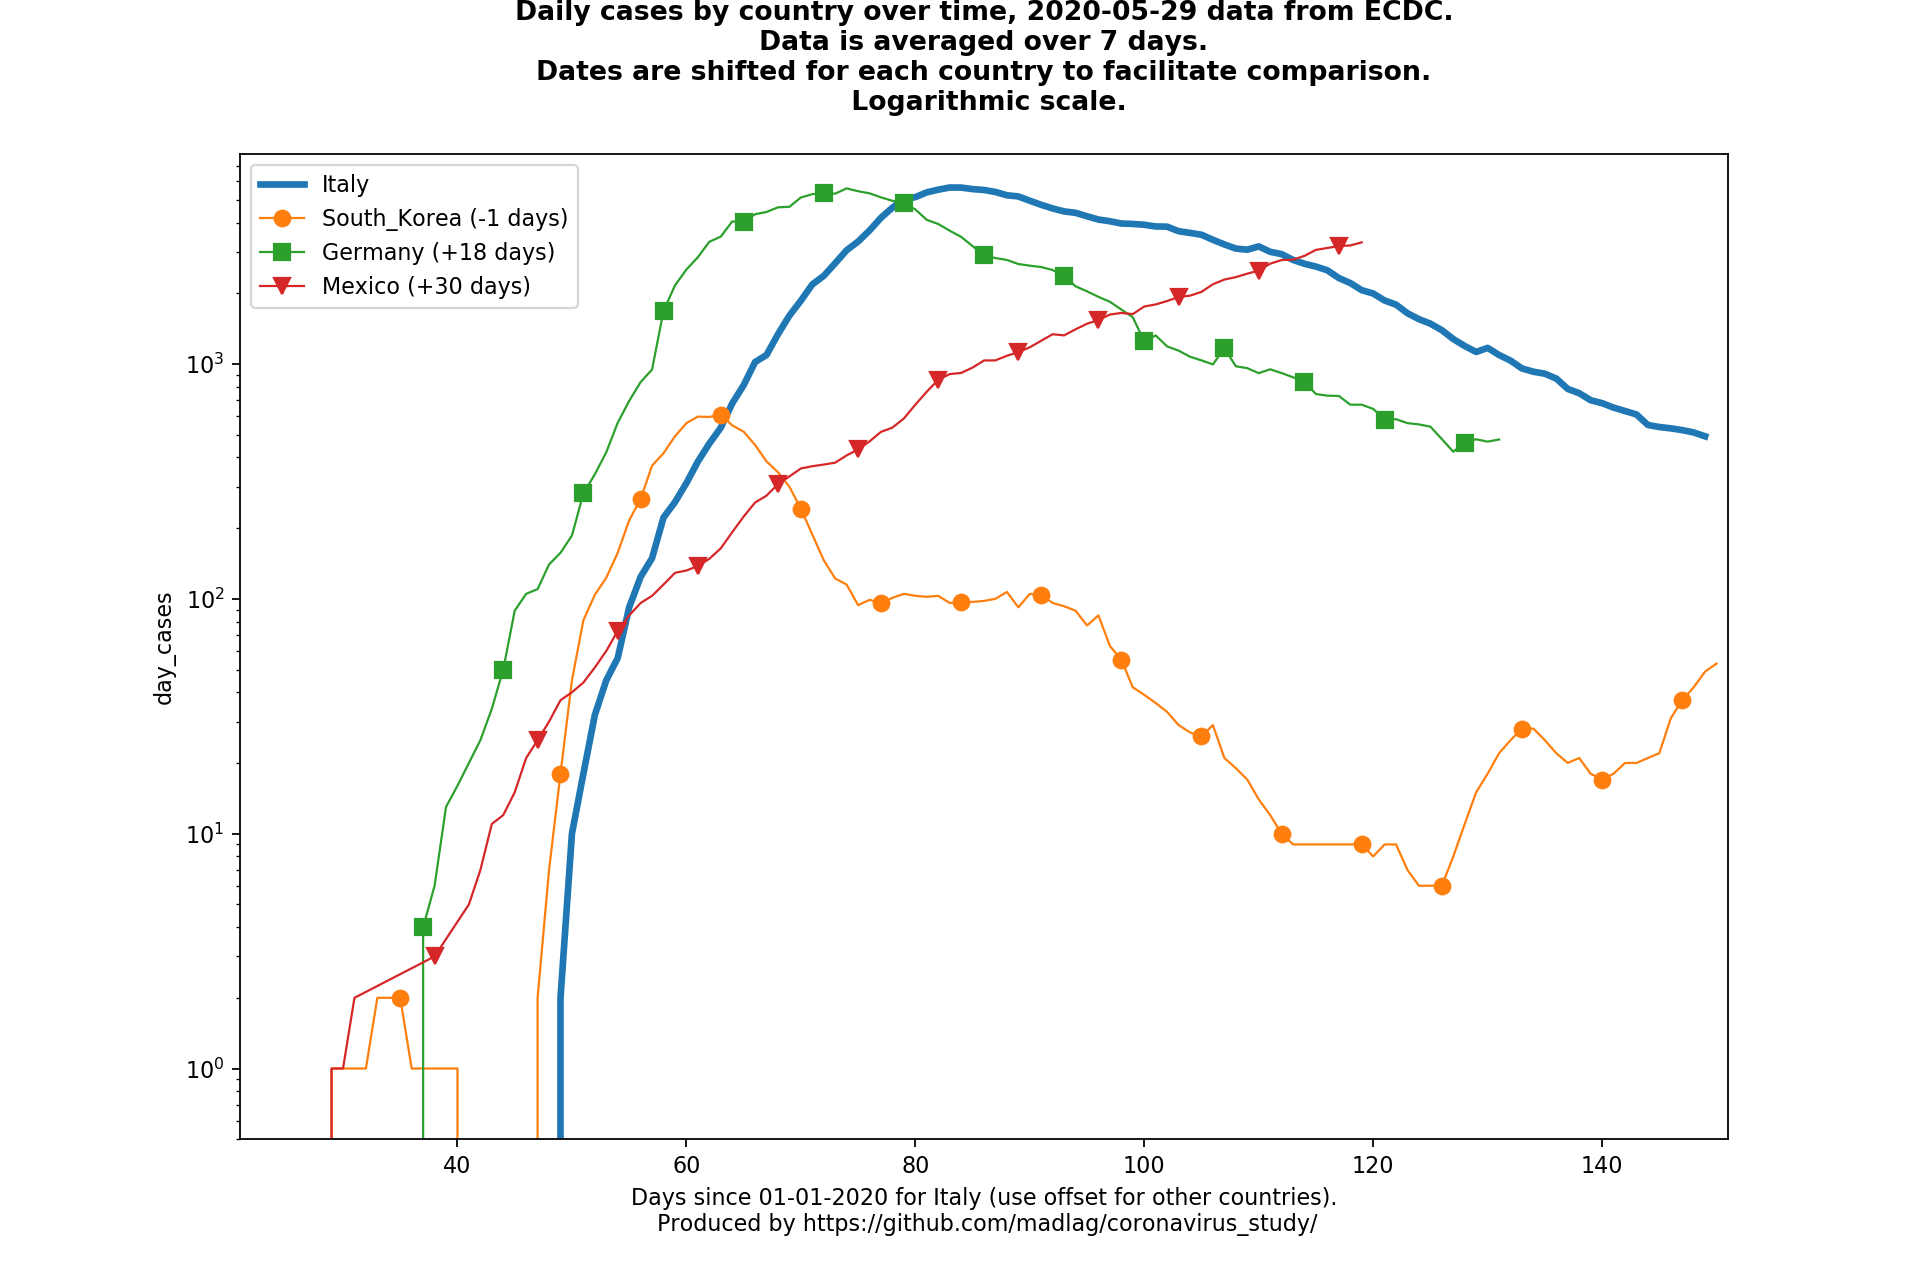 Daily cases by country over time, 2020-05-29 data from ECDC.
Data is averaged over 7 days.
Dates are shifted for each country to facilitate comparison.
Logarithmic scale.
Italy
South_Korea (-1 days)
Germany (+18 days)
Mexico (+30 days)
10³
10²
10¹
10⁰
day_cases
40 60 80 100 120 140
Days since 01-01-2020 for Italy (use offset for other countries).
Produced by https://github.com/madlag/coronavirus_study/